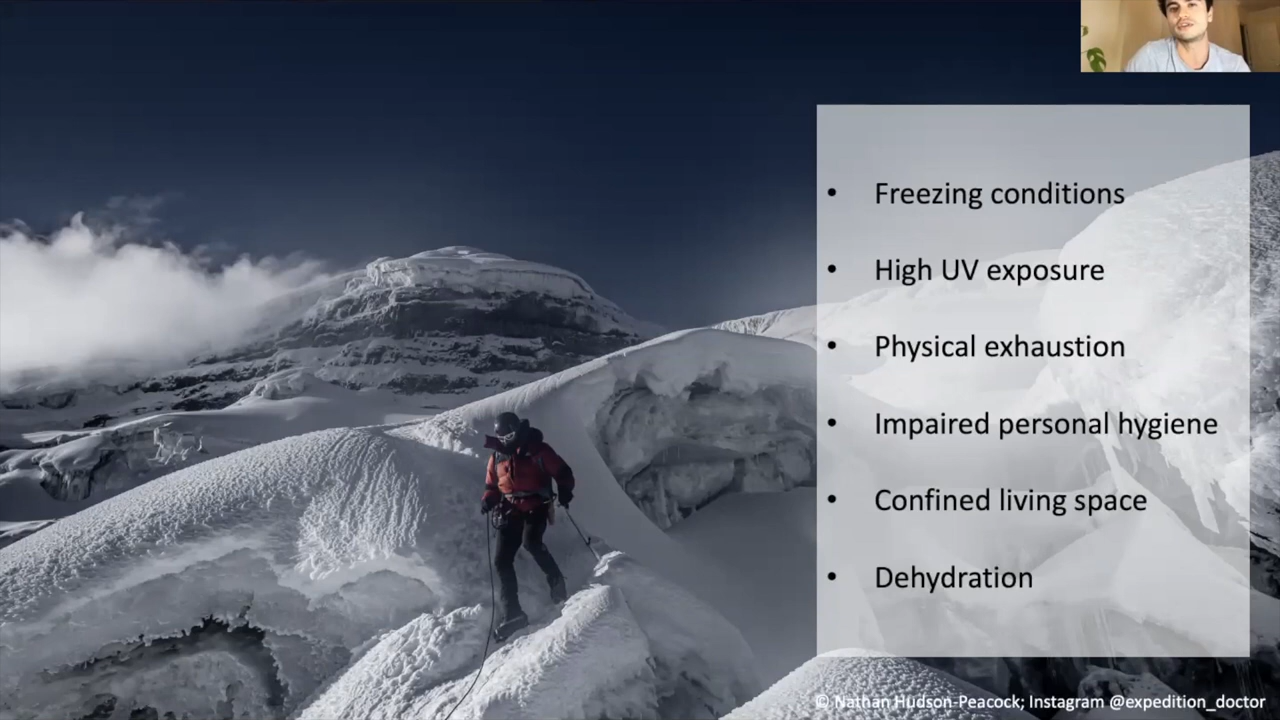 • Freezing conditions
• High UV exposure
• Physical exhaustion
• Impaired personal hygiene
• Confined living space
• Dehydration
© Nathan Hudson-Peacock; Instagram @expedition_doctor